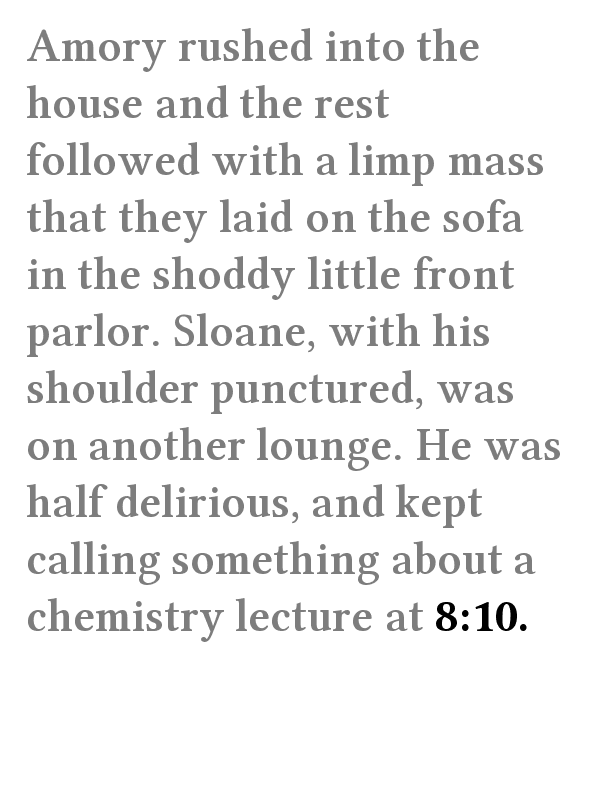 Amory rushed into the
house and the rest
followed with a limp mass
that they laid on the sofa
in the shoddy little front
parlor. Sloane, with his
shoulder punctured, was
on another lounge. He was
half delirious, and kept
calling something about a
chemistry lecture at 8:10.